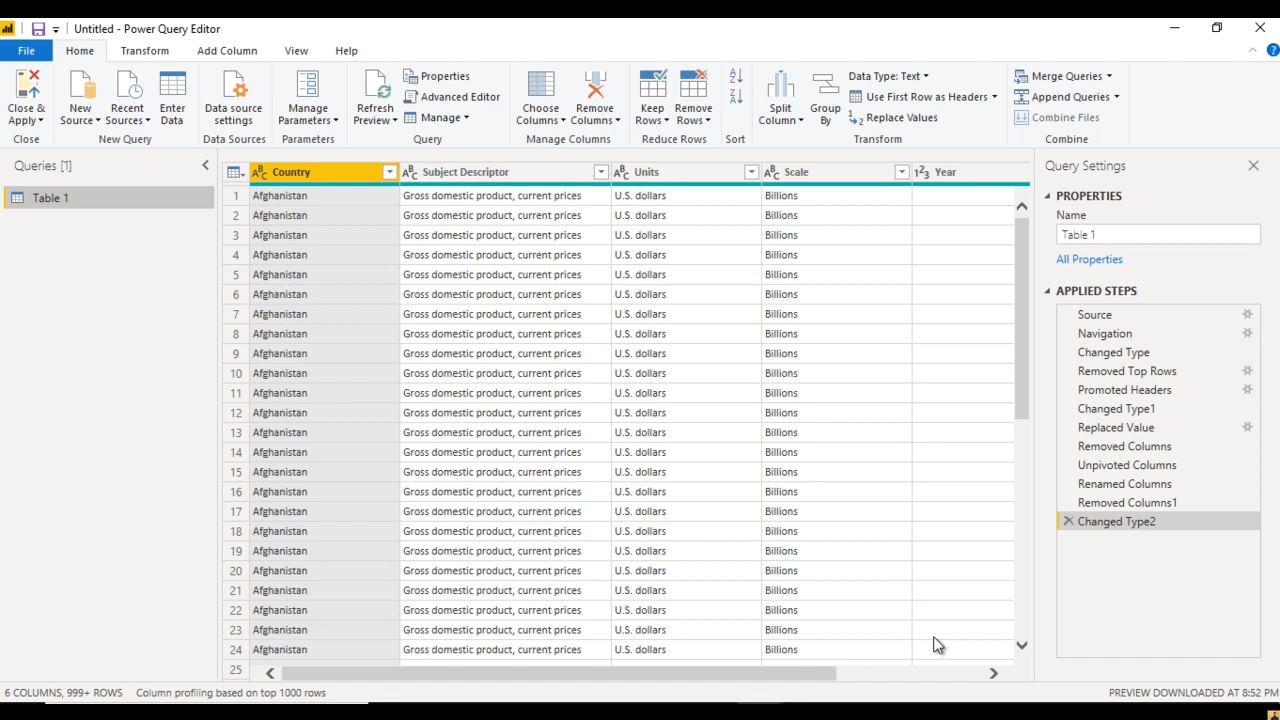 Untitled - Power Query Editor
File Home Transform Add Column View Help
Close & Apply New Source Recent Sources Enter Data Data source settings Manage Parameters Refresh Preview Properties Advanced Editor Manage Choose Columns Remove Columns Keep Rows Remove Rows Split Column Group By Data Type: Text Use First Row as Headers Replace Values Merge Queries Append Queries Combine Files
Close New Query Data Sources Parameters Query Manage Columns Reduce Rows Sort Transform Combine
Queries [1]
Table 1
Country Subject Descriptor Units Scale Year
1 Afghanistan Gross domestic product, current prices U.S. dollars Billions
2 Afghanistan Gross domestic product, current prices U.S. dollars Billions
3 Afghanistan Gross domestic product, current prices U.S. dollars Billions
4 Afghanistan Gross domestic product, current prices U.S. dollars Billions
5 Afghanistan Gross domestic product, current prices U.S. dollars Billions
6 Afghanistan Gross domestic product, current prices U.S. dollars Billions
7 Afghanistan Gross domestic product, current prices U.S. dollars Billions
8 Afghanistan Gross domestic product, current prices U.S. dollars Billions
9 Afghanistan Gross domestic product, current prices U.S. dollars Billions
10 Afghanistan Gross domestic product, current prices U.S. dollars Billions
11 Afghanistan Gross domestic product, current prices U.S. dollars Billions
12 Afghanistan Gross domestic product, current prices U.S. dollars Billions
13 Afghanistan Gross domestic product, current prices U.S. dollars Billions
14 Afghanistan Gross domestic product, current prices U.S. dollars Billions
15 Afghanistan Gross domestic product, current prices U.S. dollars Billions
16 Afghanistan Gross domestic product, current prices U.S. dollars Billions
17 Afghanistan Gross domestic product, current prices U.S. dollars Billions
18 Afghanistan Gross domestic product, current prices U.S. dollars Billions
19 Afghanistan Gross domestic product, current prices U.S. dollars Billions
20 Afghanistan Gross domestic product, current prices U.S. dollars Billions
21 Afghanistan Gross domestic product, current prices U.S. dollars Billions
22 Afghanistan Gross domestic product, current prices U.S. dollars Billions
23 Afghanistan Gross domestic product, current prices U.S. dollars Billions
24 Afghanistan Gross domestic product, current prices U.S. dollars Billions
25
Query Settings
PROPERTIES
Name
Table 1
All Properties
APPLIED STEPS
Source
Navigation
Changed Type
Removed Top Rows
Promoted Headers
Changed Type1
Replaced Value
Removed Columns
Unpivoted Columns
Renamed Columns
Removed Columns1
Changed Type2
6 COLUMNS, 999+ ROWS Column profiling based on top 1000 rows PREVIEW DOWNLOADED AT 8:52 PM